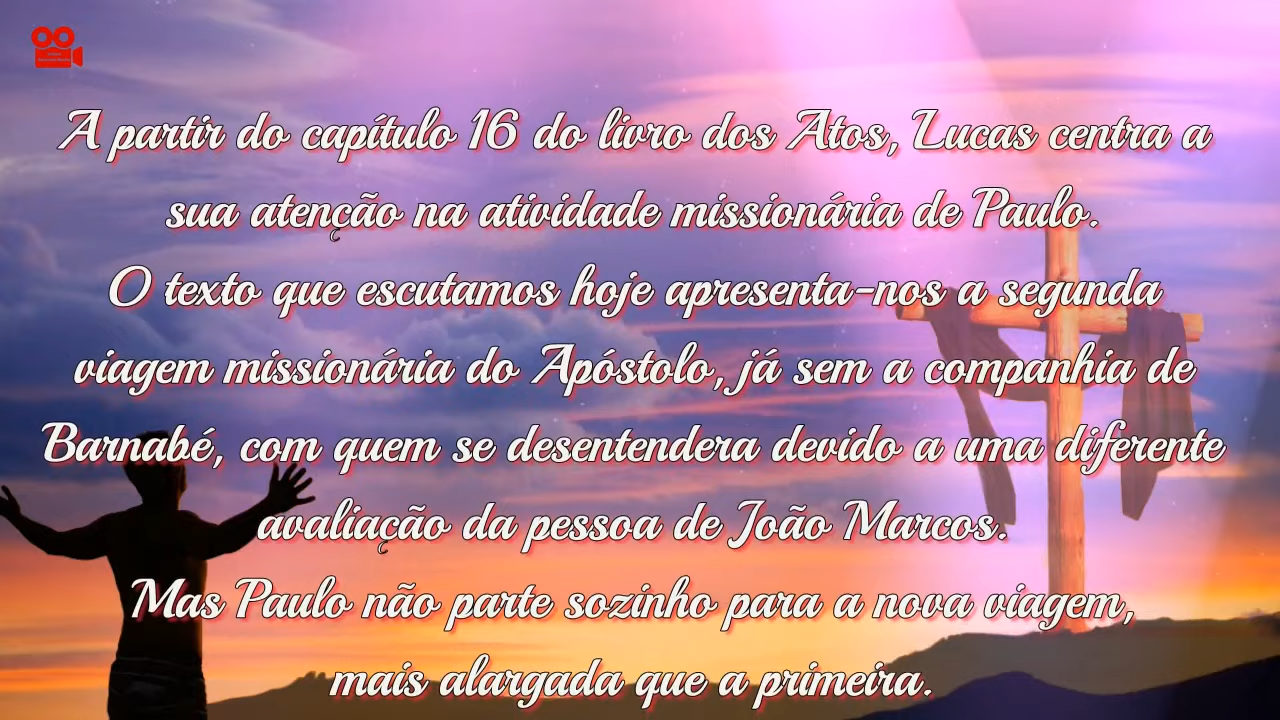 A partir do capítulo 16 do livro dos Atos, Lucas centra a
sua atenção na atividade missionária de Paulo.
O texto que escutamos hoje apresenta-nos a segunda
viagem missionária do Apóstolo, já sem a companhia de
Barnabé, com quem se desentendera devido a uma diferente
avaliação da pessoa de João Marcos.
Mas Paulo não parte sozinho para a nova viagem,
mais alargada que a primeira.